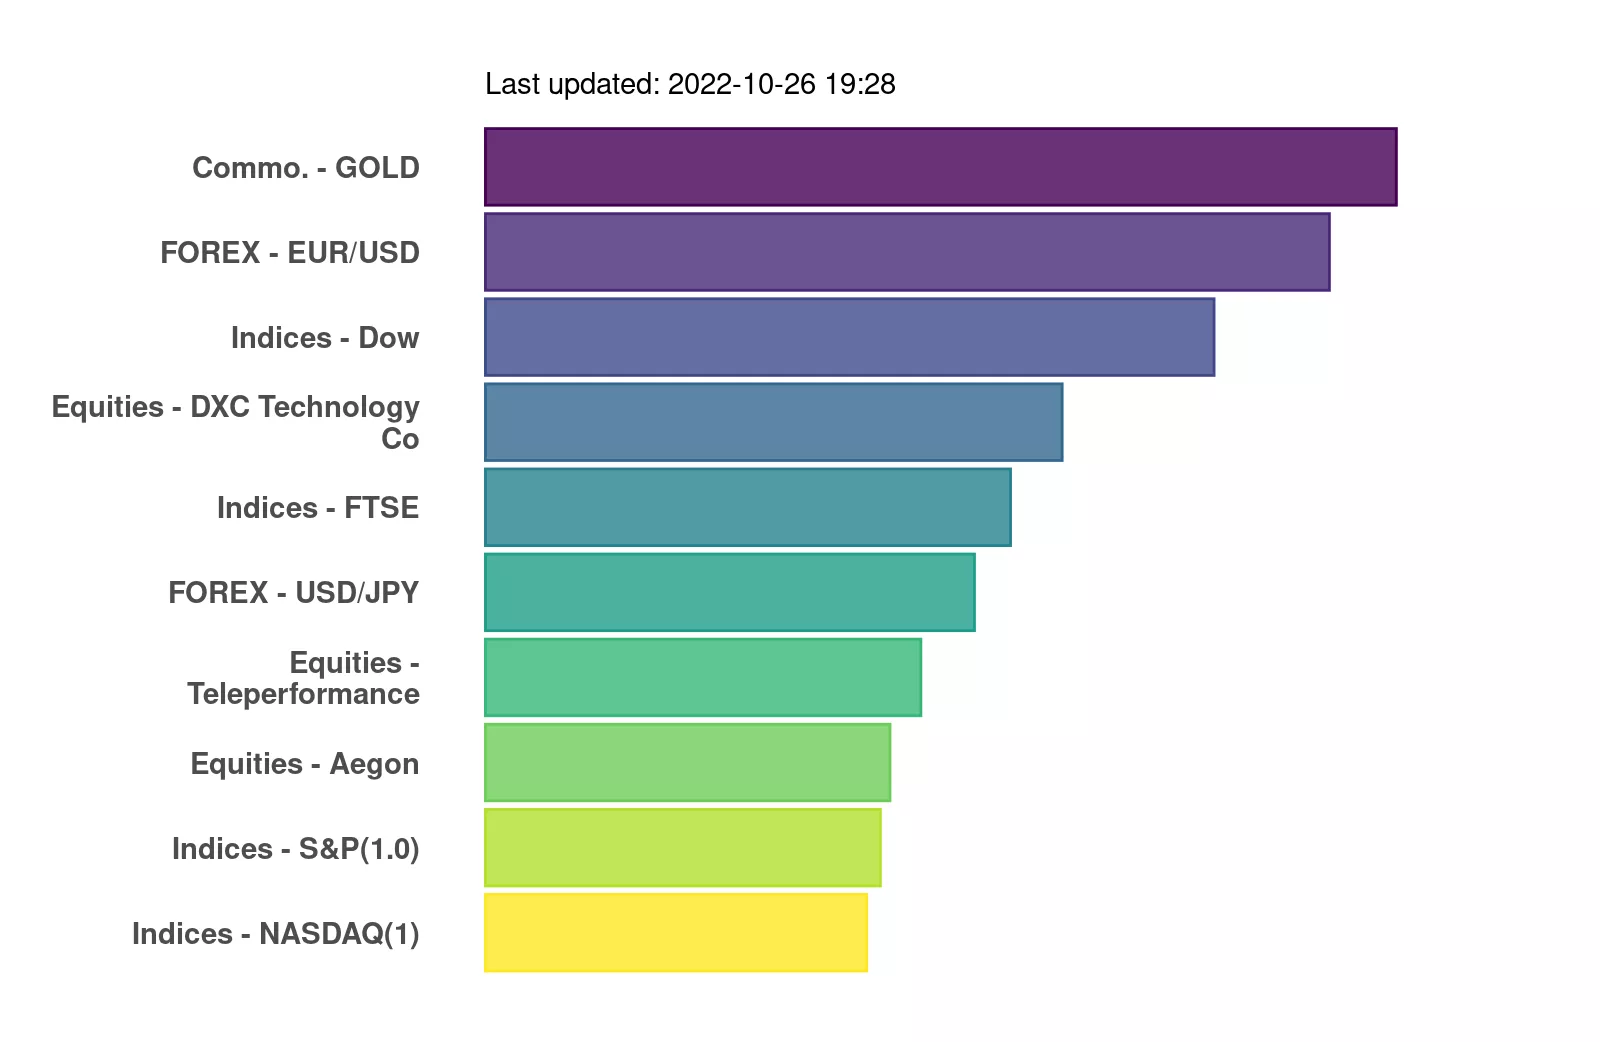 Last updated: 2022-10-26 19:28
Commo. - GOLD
FOREX - EUR/USD
Indices - Dow
Equities - DXC Technology
Co
Indices - FTSE
FOREX - USD/JPY
Equities -
Teleperformance
Equities - Aegon
Indices - S&P(1.0)
Indices - NASDAQ(1)